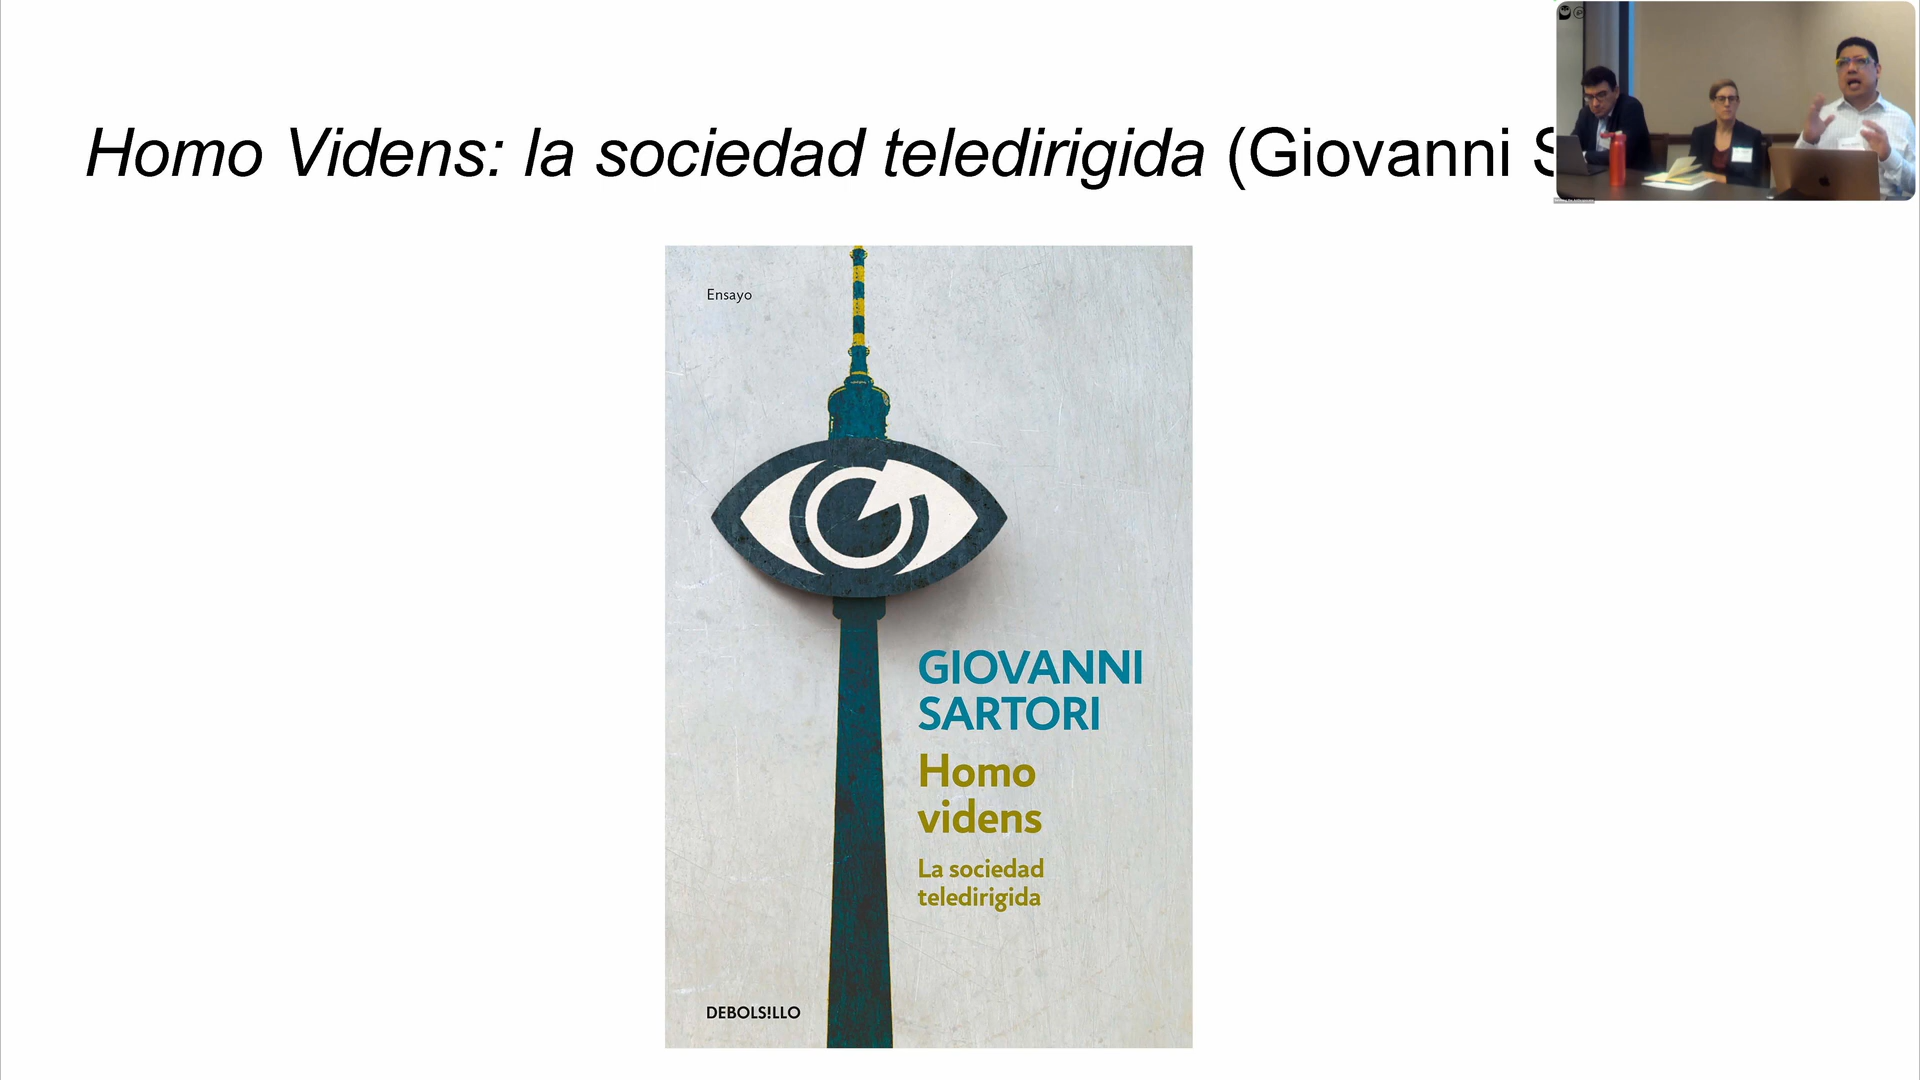 Homo Videns: la sociedad teledirigida (Giovanni S
Ensayo
GIOVANNI
SARTORI
Homo
videns
La sociedad
teledirigida
DEBOLS!LLO